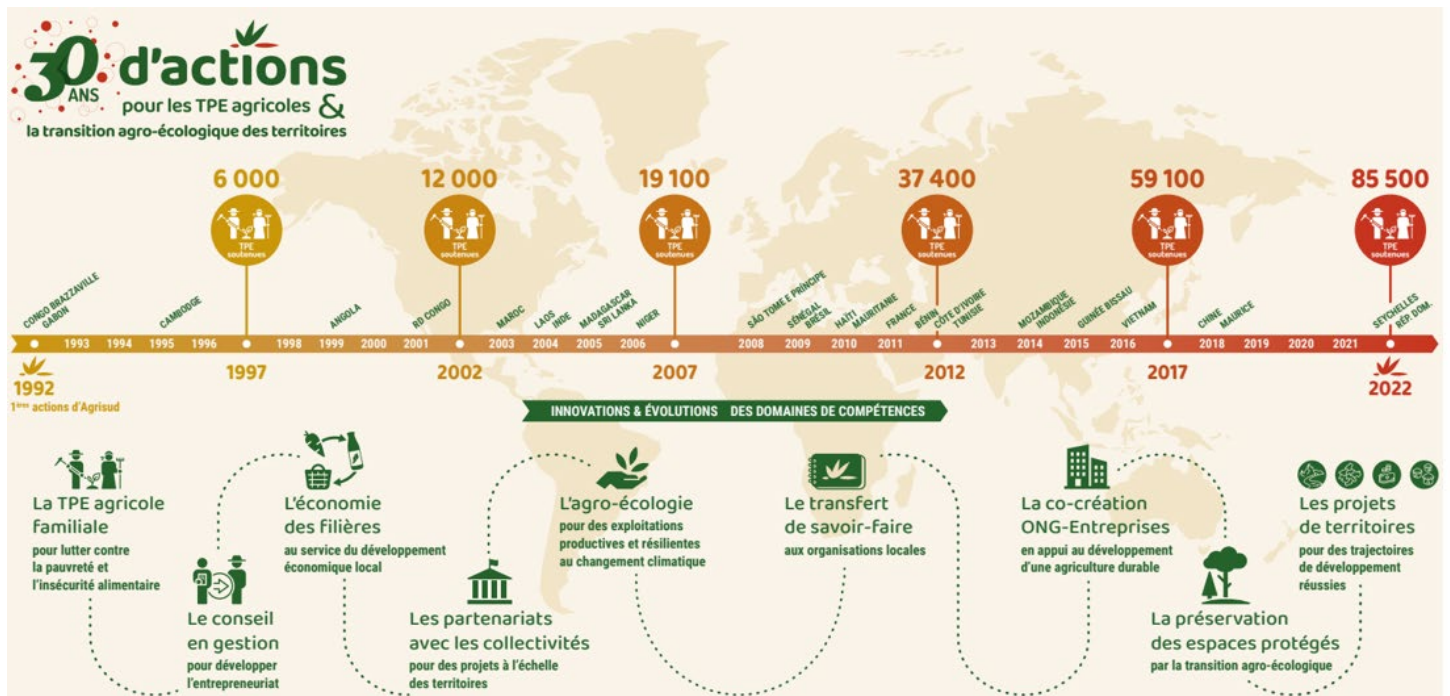 30 ANS d'actions
pour les TPE agricoles &
la transition agro-écologique des territoires
6 000
TPE
soutenues
12 000
TPE
soutenues
19 100
TPE
soutenues
37 400
TPE
soutenues
59 100
TPE
soutenues
85 500
TPE
soutenues
CONGO BRAZZAVILLE
GABON
CAMBODGE
ANGOLA
RD CONGO
MAROC
LAOS
INDE
MADAGASCAR
SRI LANKA
NIGER
SÃO TOME E PRÍNCIPE
SÉNÉGAL
BRÉSIL
HAÏTI
MAURITANIE
FRANCE
BÉNIN
CÔTE D'IVOIRE
TUNISIE
MOZAMBIQUE
INDONÉSIE
GUINÉE BISSAU
VIETNAM
CHINE
MAURICE
SEYCHELLES
RÉP. DOM.
1993 1994 1995 1996 1998 1999 2000 2001 2003 2004 2005 2006 2008 2009 2010 2011 2013 2014 2015 2016 2018 2019 2020 2021
1992 1997 2002 2007 2012 2017 2022
1ères actions d'Agrisud
INNOVATIONS & ÉVOLUTIONS DES DOMAINES DE COMPÉTENCES
La TPE agricole
familiale
pour lutter contre
la pauvreté et
l'insécurité alimentaire
Le conseil
en gestion
pour développer
l'entrepreneuriat
L'économie
des filières
au service du développement
économique local
Les partenariats
avec les collectivités
pour des projets à l'échelle
des territoires
L'agro-écologie
pour des exploitations
productives et résilientes
au changement climatique
Le transfert
de savoir-faire
aux organisations locales
La co-création
ONG-Entreprises
en appui au développement
d'une agriculture durable
La préservation
des espaces protégés
par la transition agro-écologique
Les projets
de territoires
pour des trajectoires
de développement
réussies